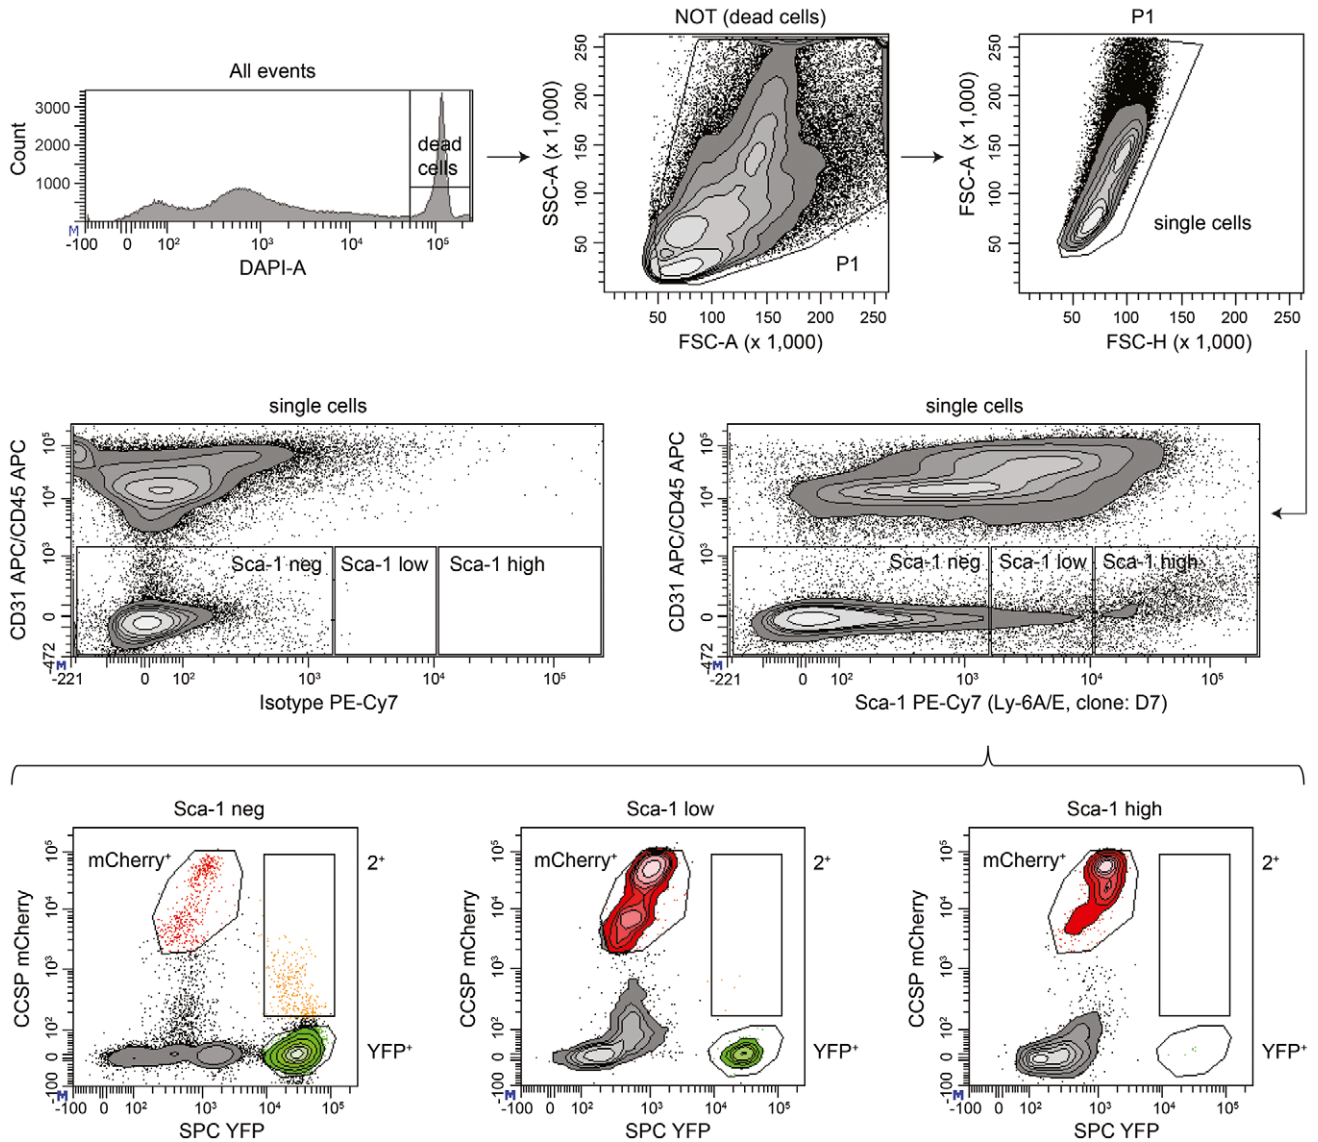 All events
3000
2000
1000
Count
dead
cells
M
-100 0 10² 10³ 10⁴ 10⁵
DAPI-A
NOT (dead cells)
250
200
150
100
50
SSC-A (x 1,000)
P1
50 100 150 200 250
FSC-A (x 1,000)
P1
250
200
150
100
50
FSC-A (x 1,000)
single cells
50 100 150 200 250
FSC-H (x 1,000)
single cells
CD31 APC/CD45 APC
10⁵
10⁴
10³
0
-472
Sca-1 neg Sca-1 low Sca-1 high
M
-221 0 10² 10³ 10⁴ 10⁵
Isotype PE-Cy7
single cells
CD31 APC/CD45 APC
10⁵
10⁴
10³
0
-472
Sca-1 neg Sca-1 low Sca-1 high
M
-221 0 10² 10³ 10⁴ 10⁵
Sca-1 PE-Cy7 (Ly-6A/E, clone: D7)
Sca-1 neg
CCSP mCherry
10⁵
10⁴
10³
10²
0
-100
mCherry⁺
2⁺
YFP⁺
M
-100 0 10² 10³ 10⁴ 10⁵
SPC YFP
Sca-1 low
CCSP mCherry
10⁵
10⁴
10³
10²
0
-100
mCherry⁺
2⁺
YFP⁺
M
-100 0 10² 10³ 10⁴ 10⁵
SPC YFP
Sca-1 high
CCSP mCherry
10⁵
10⁴
10³
10²
0
-100
mCherry⁺
2⁺
YFP⁺
M
-100 0 10² 10³ 10⁴ 10⁵
SPC YFP